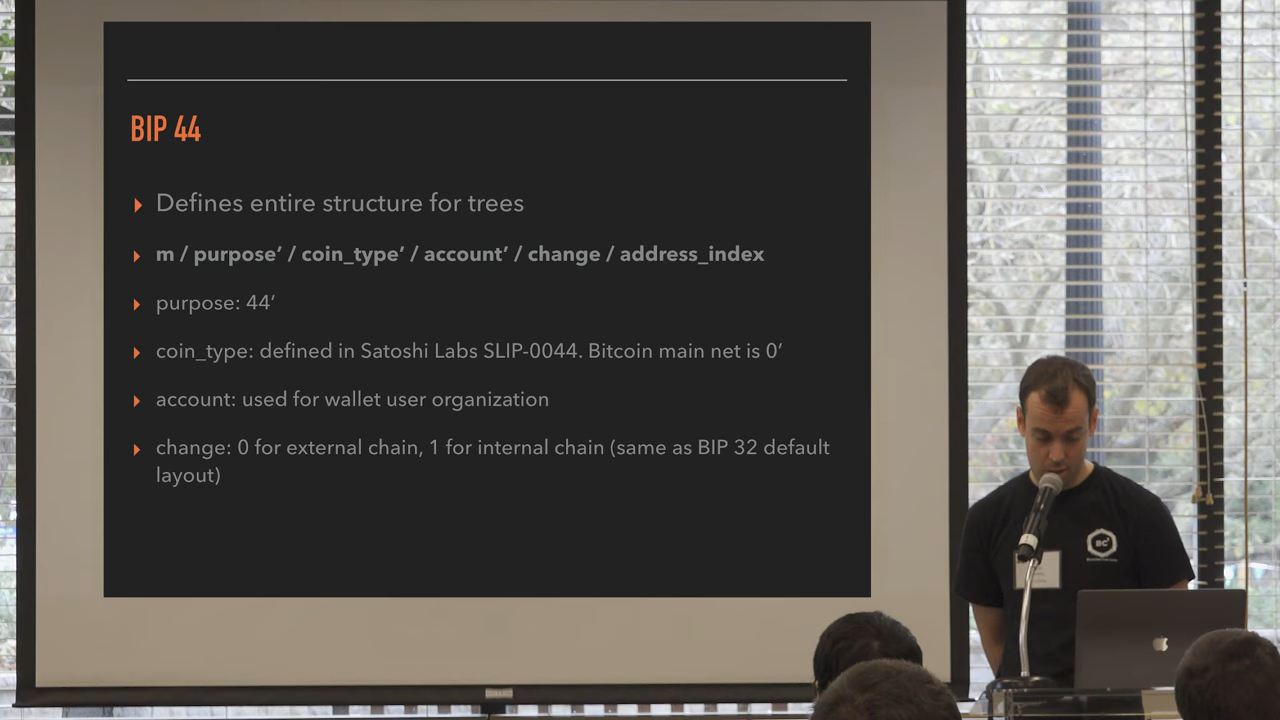 BIP 44
Defines entire structure for trees
m / purpose’ / coin_type’ / account’ / change / address_index
purpose: 44’
coin_type: defined in Satoshi Labs SLIP-0044. Bitcoin main net is 0’
account: used for wallet user organization
change: 0 for external chain, 1 for internal chain (same as BIP 32 default
layout)
BC²